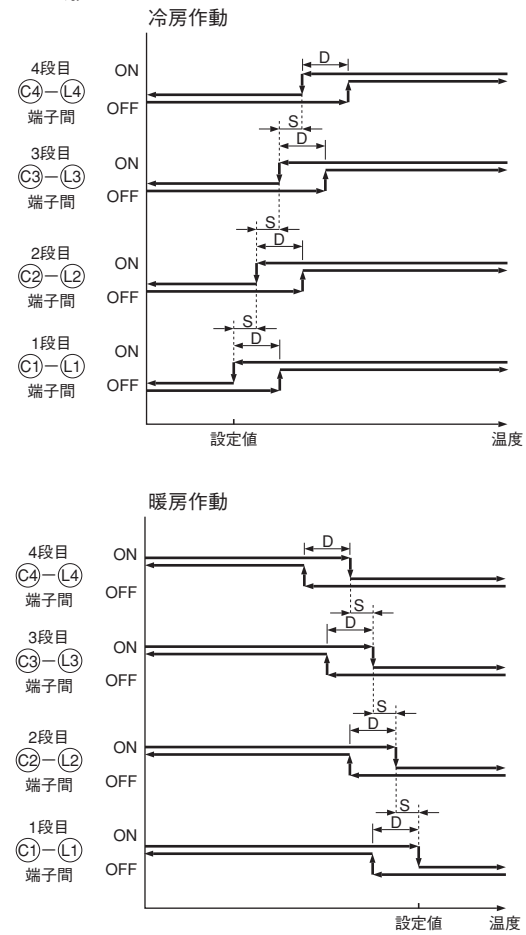 冷房作動
4段目
C4－L4
端子間
ON
OFF
D
S
3段目
C3－L3
端子間
ON
OFF
D
S
2段目
C2－L2
端子間
ON
OFF
D
S
1段目
C1－L1
端子間
ON
OFF
D
設定値
温度
暖房作動
4段目
C4－L4
端子間
ON
OFF
D
S
3段目
C3－L3
端子間
ON
OFF
D
S
2段目
C2－L2
端子間
ON
OFF
D
S
1段目
C1－L1
端子間
ON
OFF
D
設定値
温度